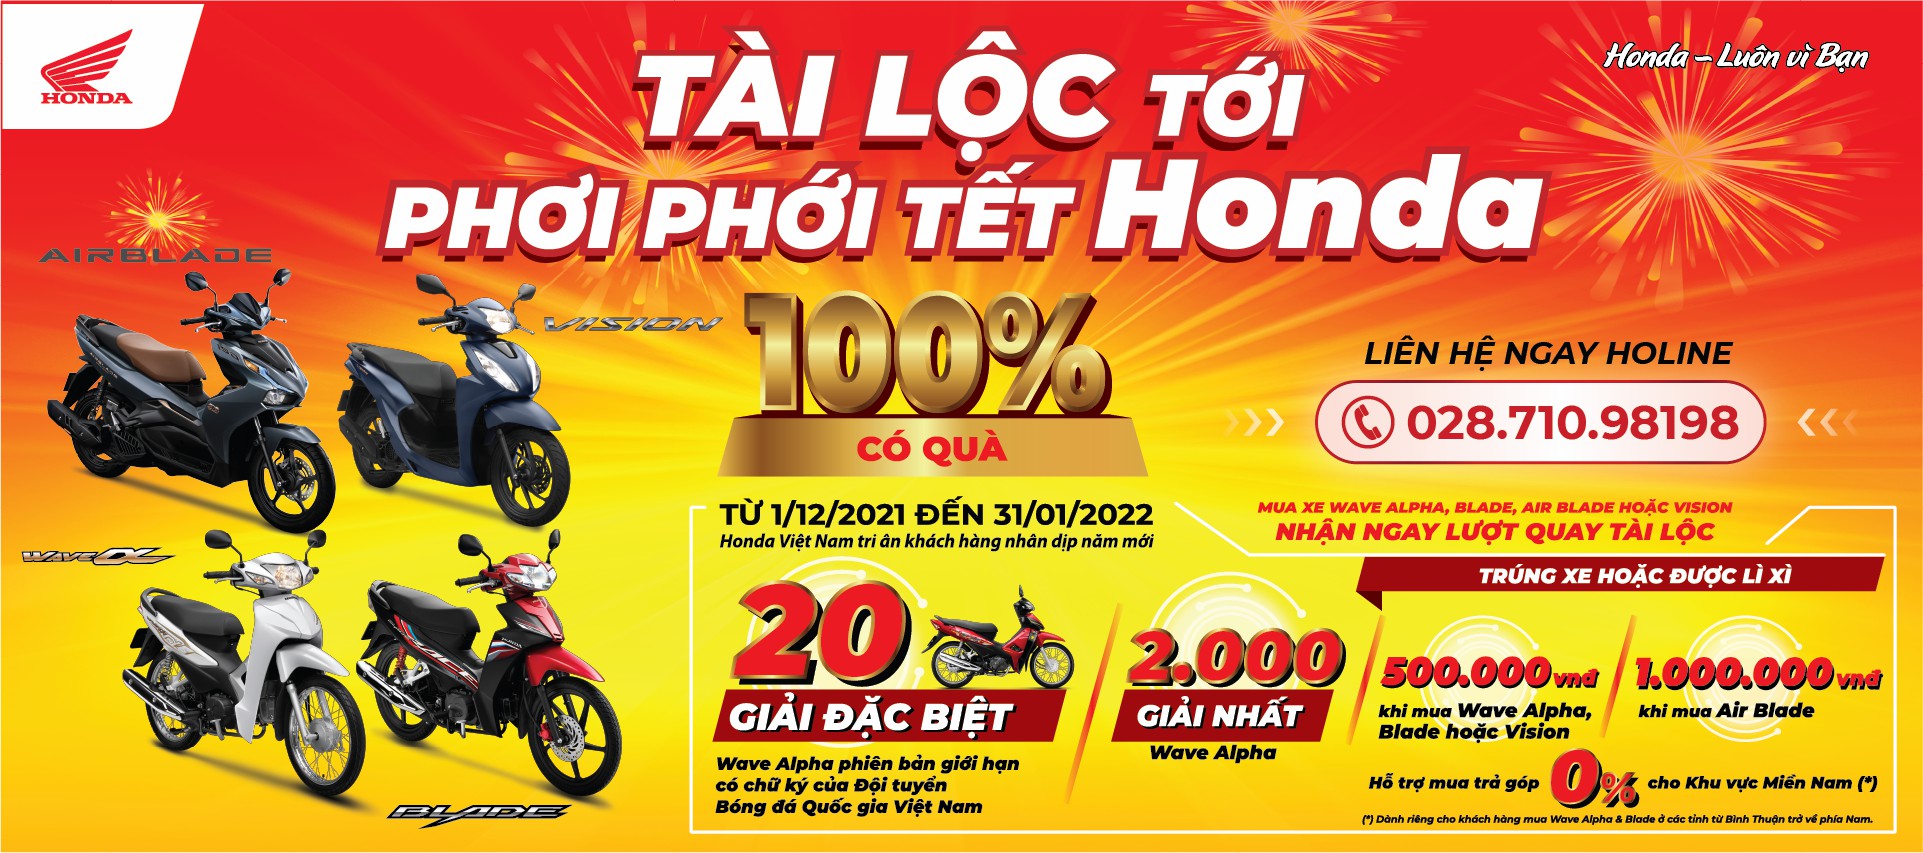 HONDA
Honda – Luôn vì Bạn
TÀI LỘC TỚI
PHƠI PHỚI TẾT Honda
AIRBLADE
VISION
100%
CÓ QUÀ
LIÊN HỆ NGAY HOLINE
028.710.98198
TỪ 1/12/2021 ĐẾN 31/01/2022
Honda Việt Nam tri ân khách hàng nhân dịp năm mới
MUA XE WAVE ALPHA, BLADE, AIR BLADE HOẶC VISION
NHẬN NGAY LƯỢT QUAY TÀI LỘC
TRÚNG XE HOẶC ĐƯỢC LÌ XÌ
WAVE α
BLADE
20
GIẢI ĐẶC BIỆT
Wave Alpha phiên bản giới hạn
có chữ ký của Đội tuyển
Bóng đá Quốc gia Việt Nam
2.000
GIẢI NHẤT
Wave Alpha
500.000 vnđ
khi mua Wave Alpha,
Blade hoặc Vision
1.000.000 vnđ
khi mua Air Blade
Hỗ trợ mua trả góp 0% cho Khu vực Miền Nam (*)
(*) Dành riêng cho khách hàng mua Wave Alpha & Blade ở các tỉnh từ Bình Thuận trở về phía Nam.